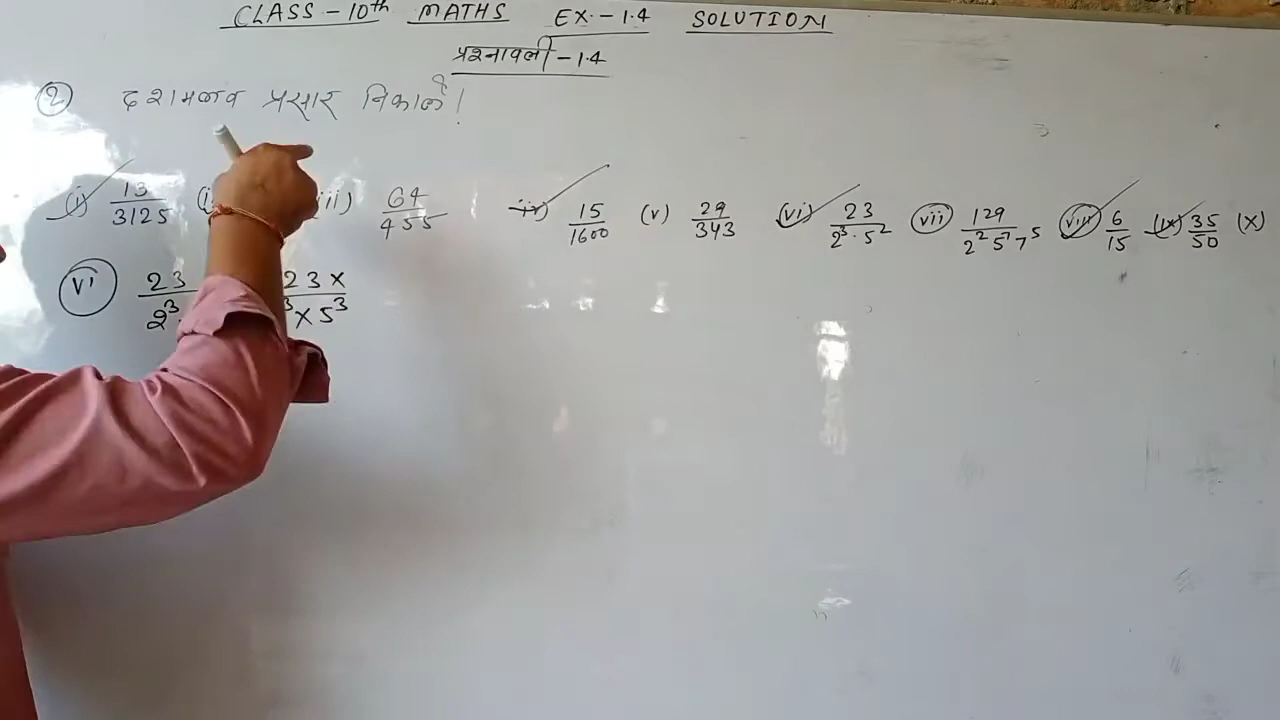 CLASS - 10th MATHS EX. - 1.4 SOLUTION
प्रश्नावली - 1.4
(2) दशमलव प्रसार निकालें!
(i) 13/3125 (i iii) 64/455 (iv) 15/1600 (v) 29/343 (vi) 23/2³·5² (vii) 129/2²5⁷7⁵ (viii) 6/15 (ix) 35/50 (X)
(vi) 23/2³· 23×/³×5³